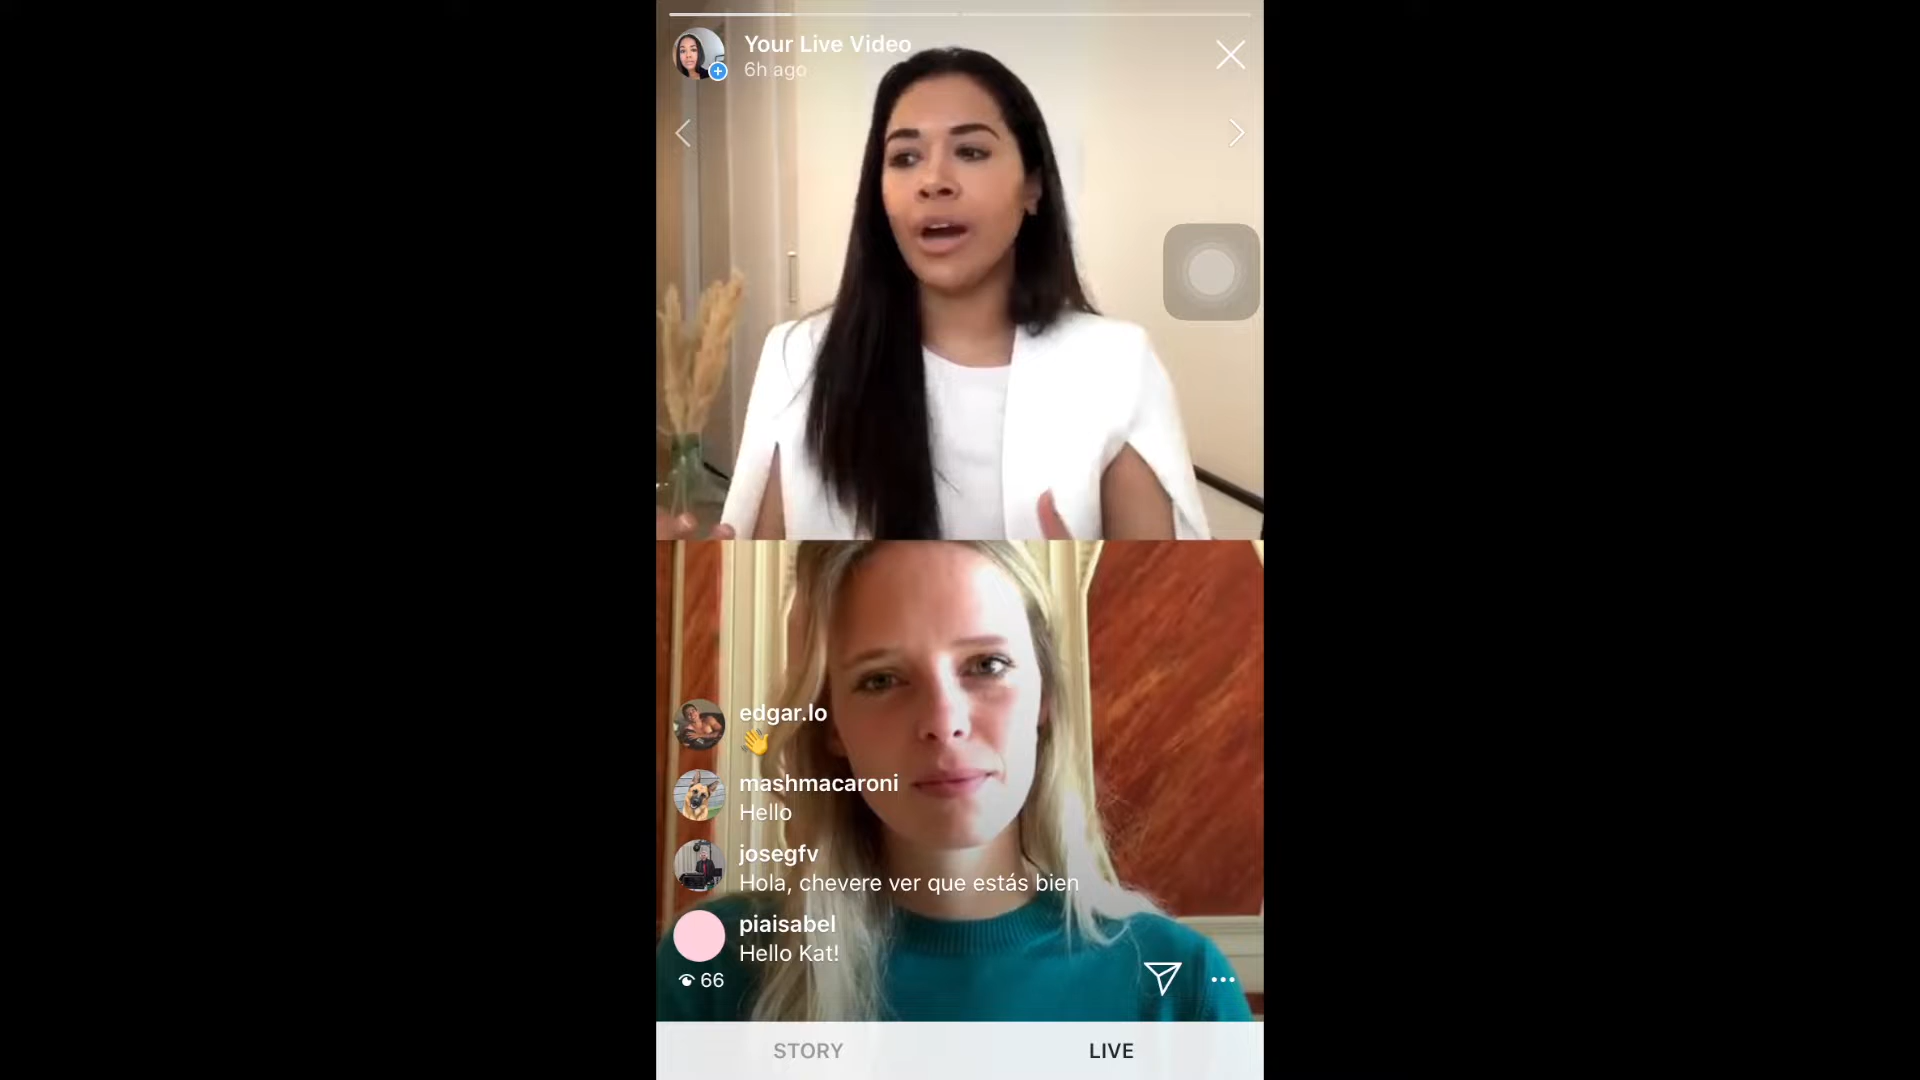 Your Live Video
6h ago
edgar.lo
👋
mashmacaroni
Hello
josegfv
Hola, chevere ver que estás bien
piaisabel
Hello Kat!
66
STORY
LIVE